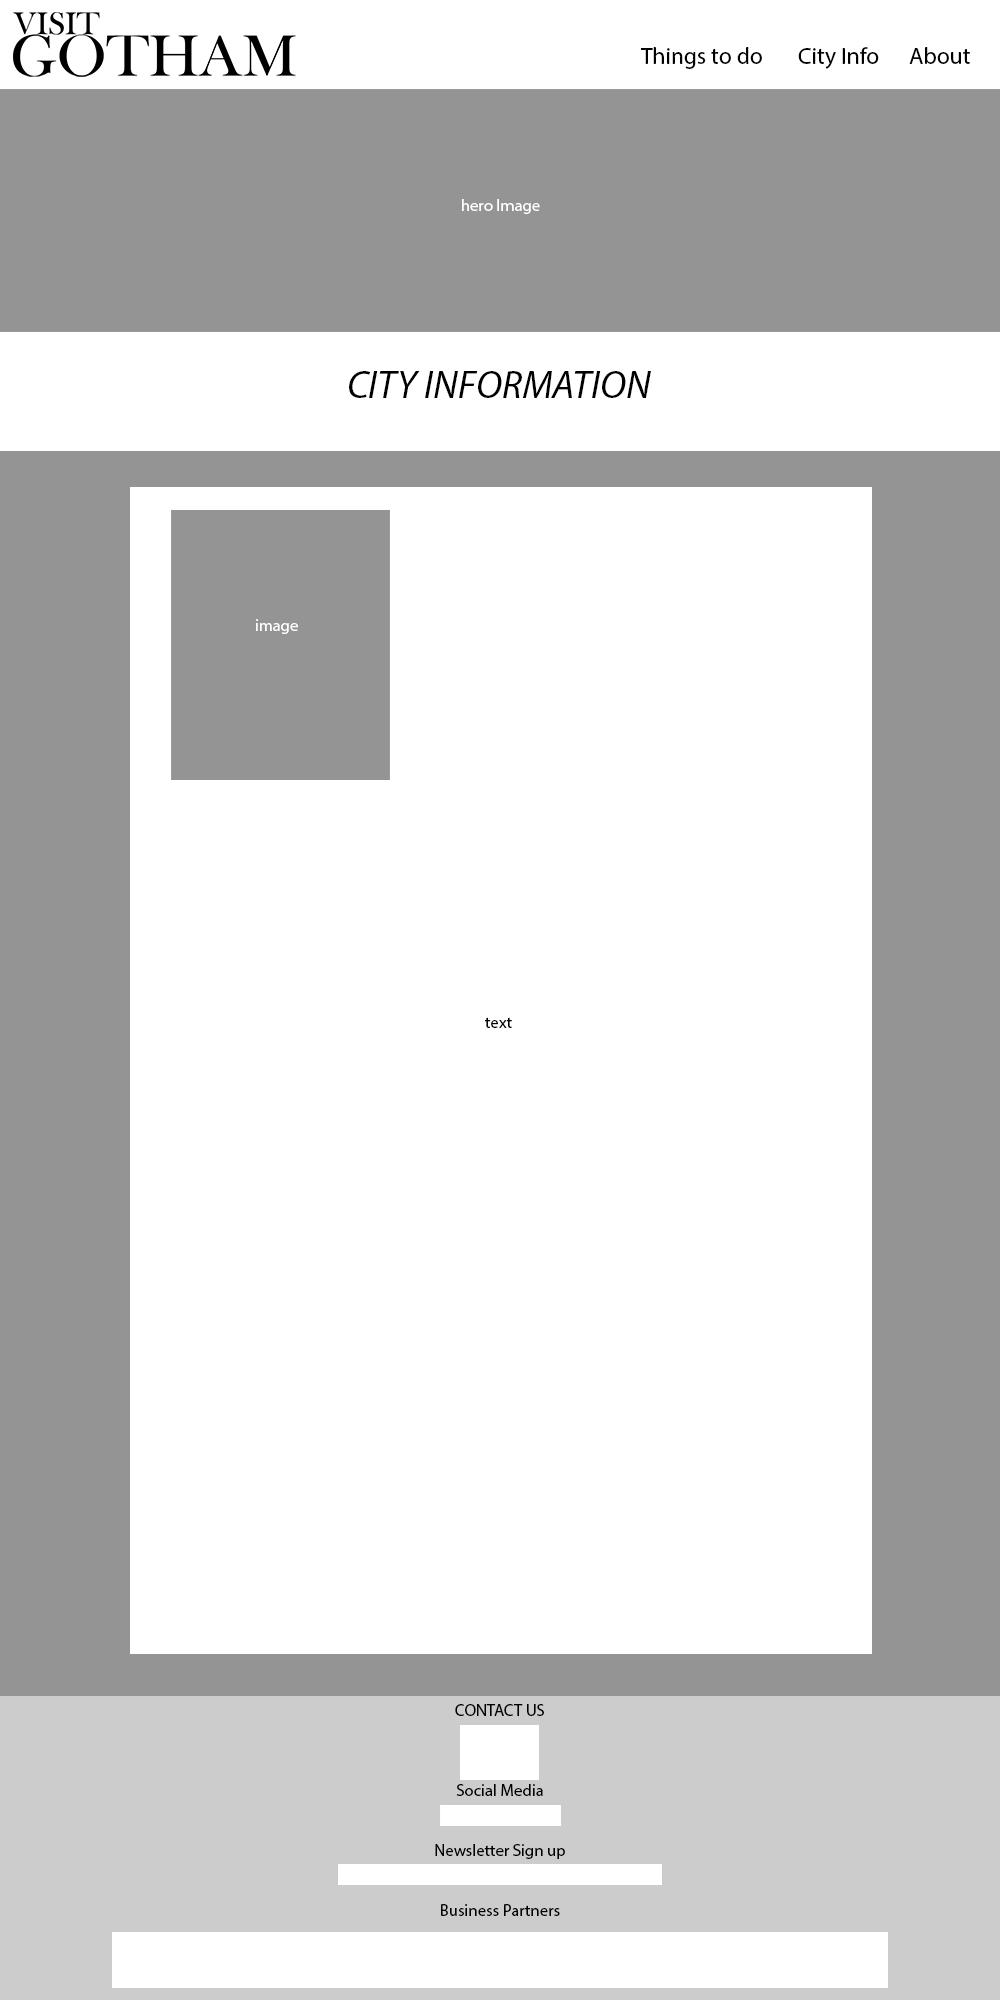 VISIT
GOTHAM
Things to do City Info About
hero Image
CITY INFORMATION
image
text
CONTACT US
Social Media
Newsletter Sign up
Business Partners